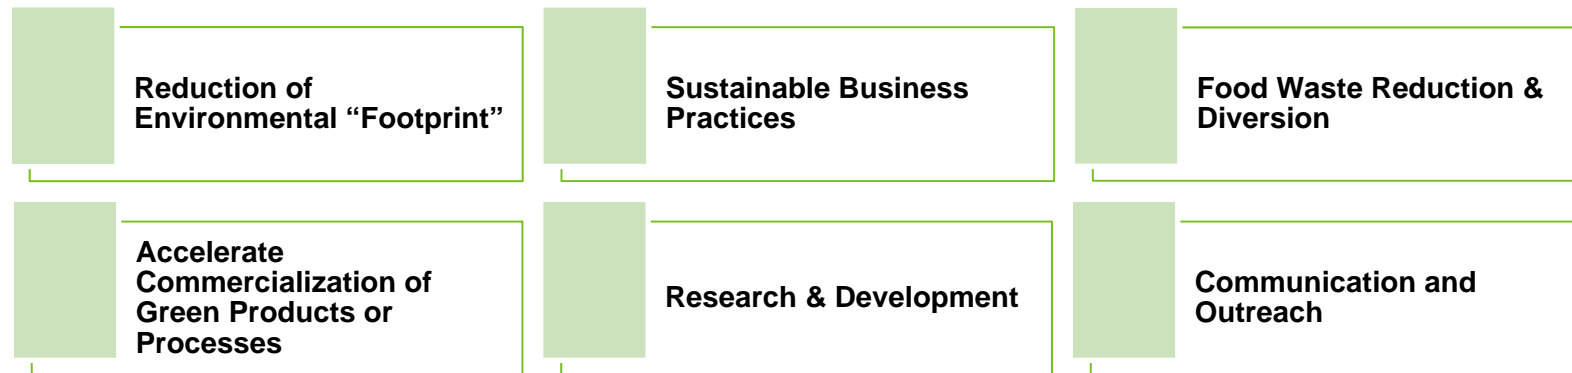 Reduction of
Environmental “Footprint”
Sustainable Business
Practices
Food Waste Reduction &
Diversion
Accelerate
Commercialization of
Green Products or
Processes
Research & Development
Communication and
Outreach